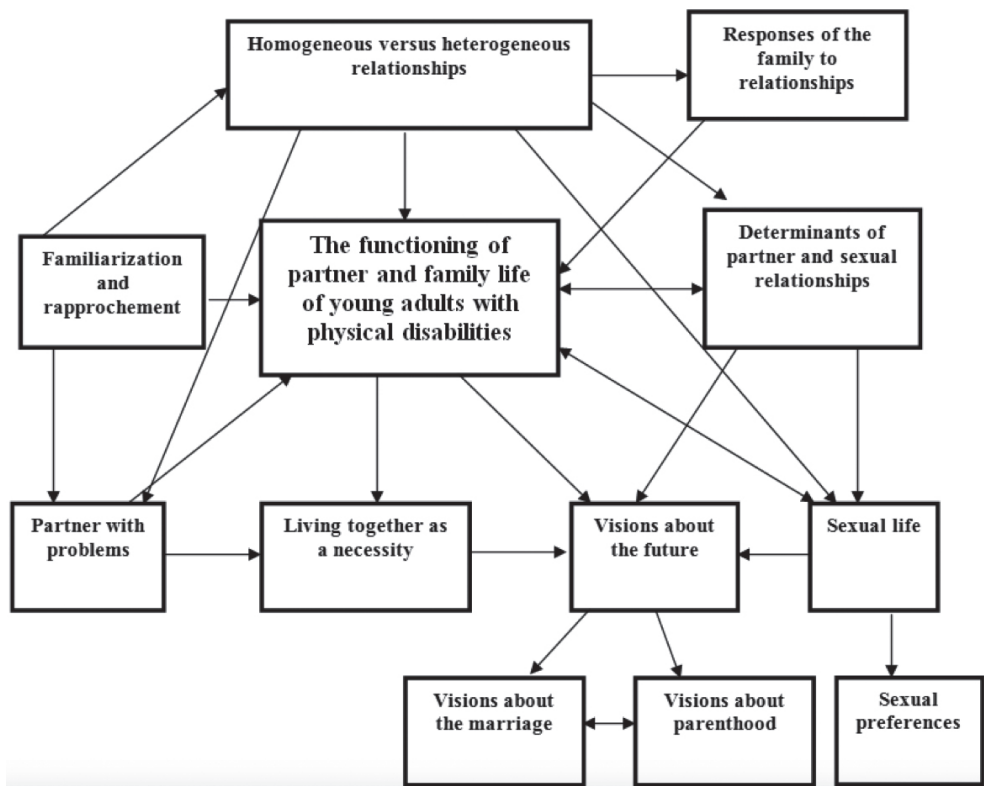 Homogeneous versus heterogeneous
relationships
Responses of the
family to
relationships
Familiarization
and
rapprochement
The functioning of
partner and family life
of young adults with
physical disabilities
Determinants of
partner and sexual
relationships
Partner with
problems
Living together as
a necessity
Visions about
the future
Sexual life
Visions about
the marriage
Visions about
parenthood
Sexual
preferences